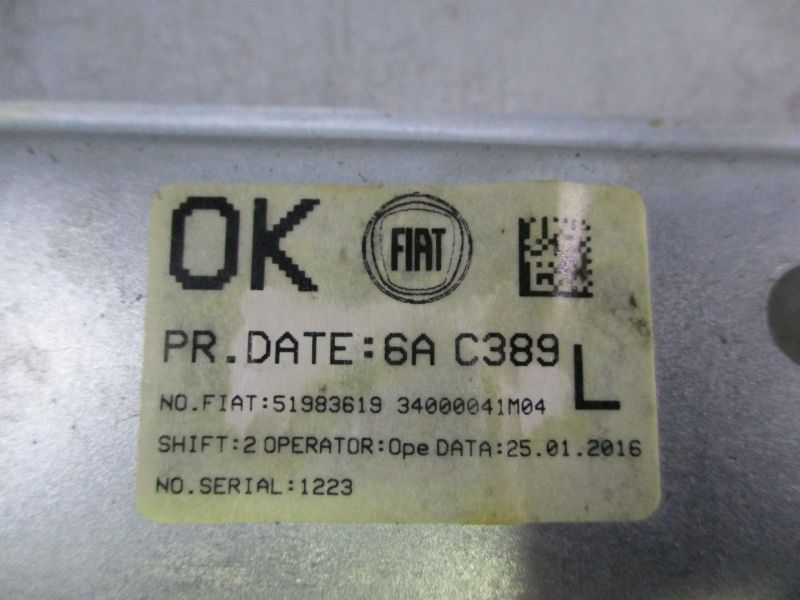 OK FIAT
PR.DATE:6A C389
L
NO.FIAT:51983619 34000041M04
SHIFT:2 OPERATOR:Ope DATA:25.01.2016
NO.SERIAL:1223